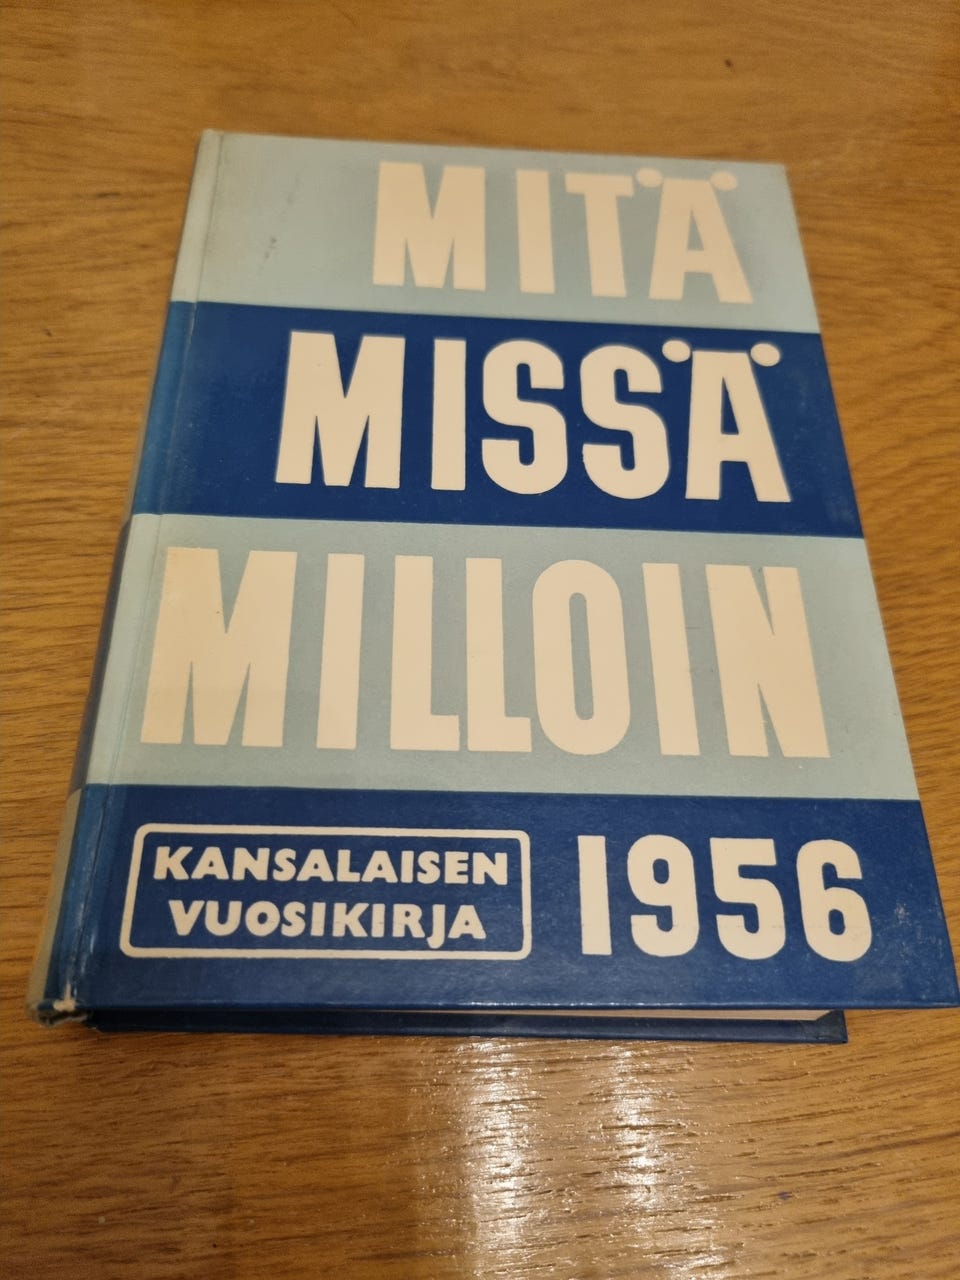 MITÄ
MISSÄ
MILLOIN
KANSALAISEN
VUOSIKIRJA
1956